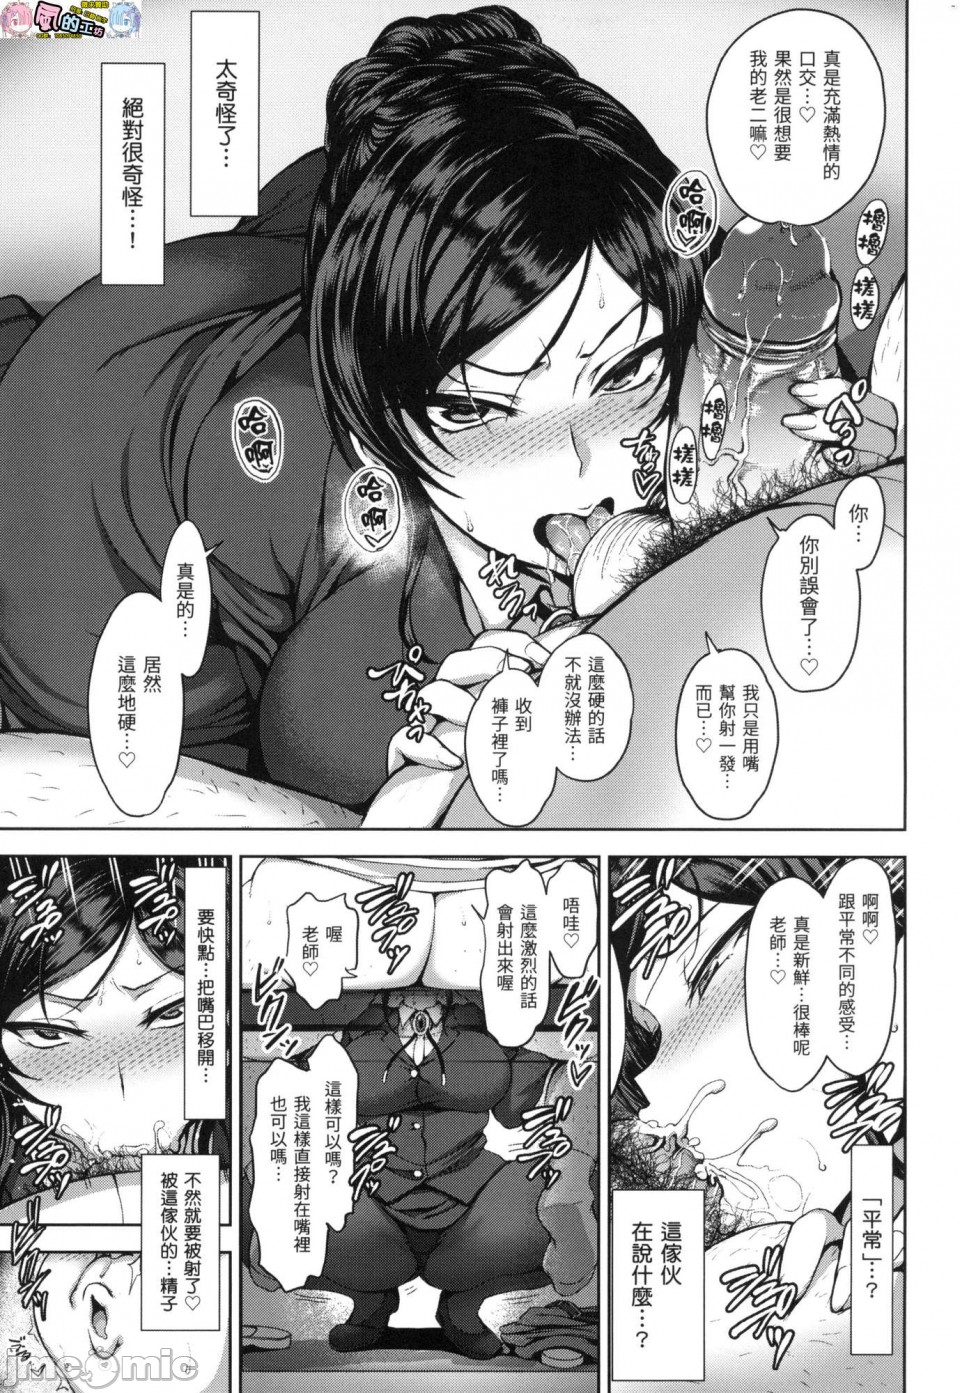 風的工坊
真是充滿熱情的
口交…♡
果然是很想要
我的老二嘛♡
太奇怪了…
絕對很奇怪…！
擼擼
搓搓
哈啊
擼擼
搓搓
哈啊
哈啊
你…
你別誤會了…♡
我只是用嘴
幫你射一發…
而已…♡
這麼硬的話
不就沒辦法…
收到
褲子裡了嗎…♡
真是的…
居然
這麼地硬…♡
啊啊♡
跟平常不同的感受…
真是新鮮…很棒呢
老師…♡
「平常」…？
這傢伙
在說什麼…？
唔哇♡
這麼激烈的話
會射出來喔
喔
老師♡
這樣可以嗎？
我這樣直接射在嘴裡
也可以嗎…
要快點…把嘴巴移開…
不然就要被射了♡
被這傢伙的…精子
jmcomic